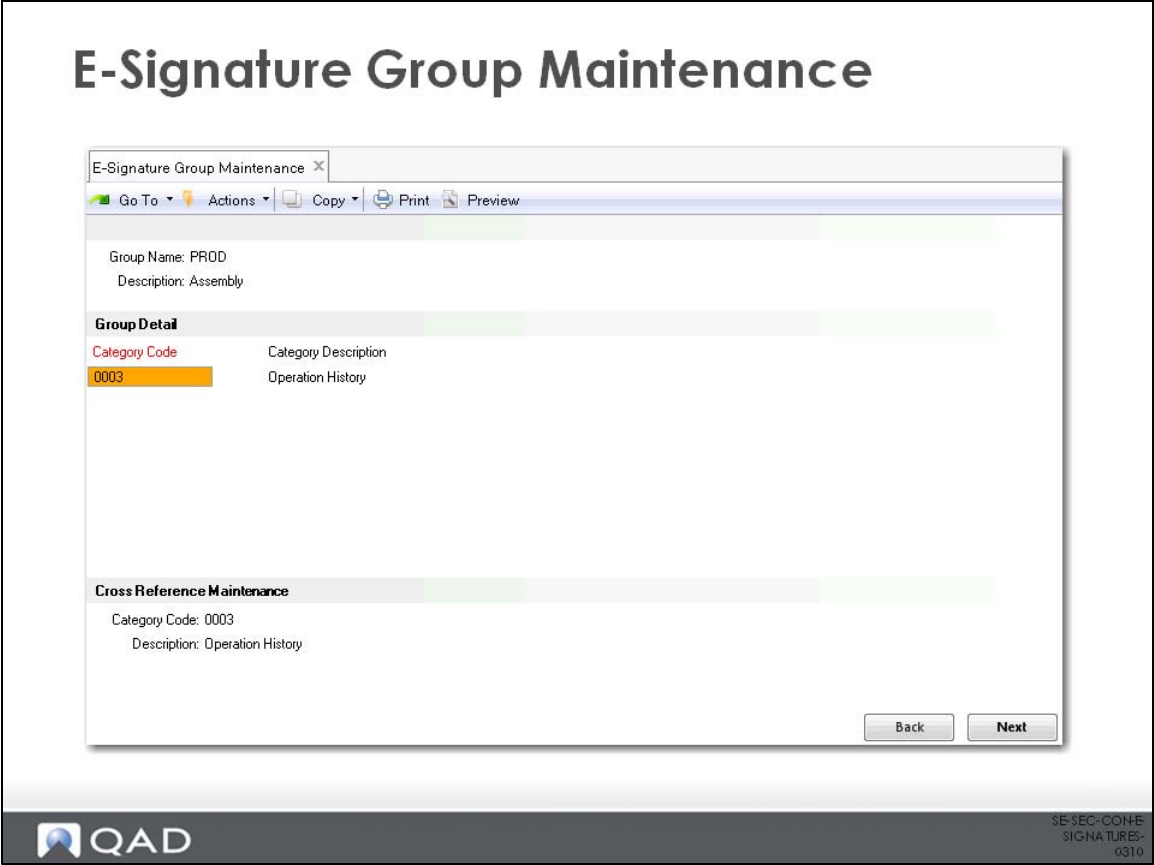 E-Signature Group Maintenance
E-Signature Group Maintenance
Go To Actions Copy Print Preview
Group Name: PROD
Description: Assembly
Group Detail
Category Code Category Description
0003 Operation History
Cross Reference Maintenance
Category Code: 0003
Description: Operation History
Back Next
QAD
SE-SEC-CON-E-
SIGNATURES-
0310